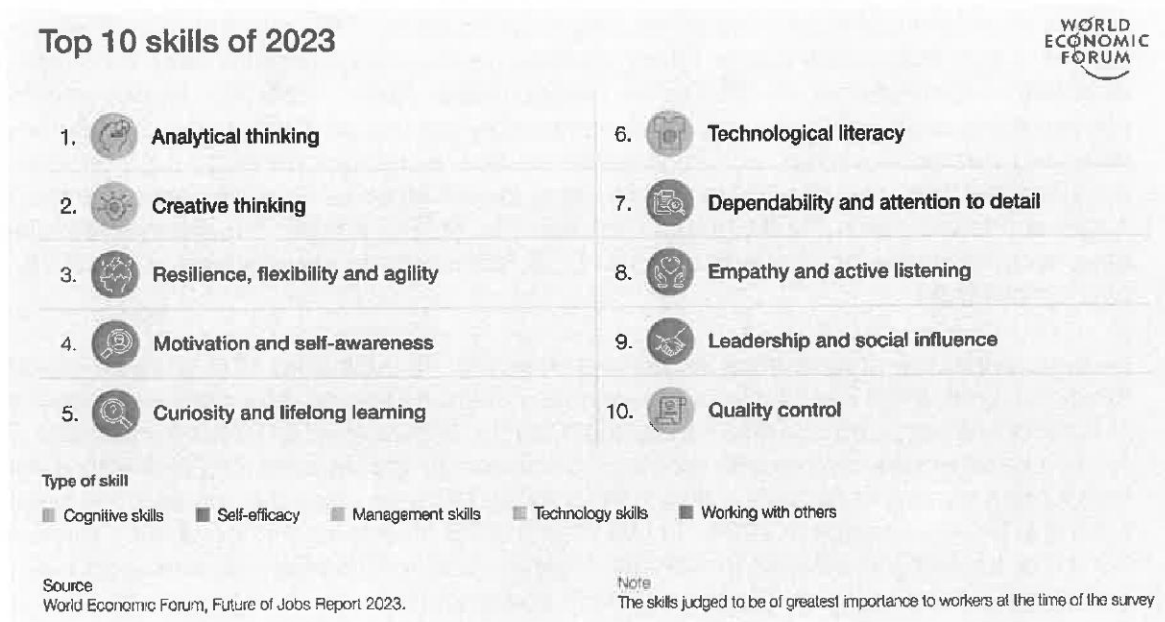 Top 10 skills of 2023
WORLD
ECONOMIC
FORUM
1. Analytical thinking
2. Creative thinking
3. Resilience, flexibility and agility
4. Motivation and self-awareness
5. Curiosity and lifelong learning
6. Technological literacy
7. Dependability and attention to detail
8. Empathy and active listening
9. Leadership and social influence
10. Quality control
Type of skill
Cognitive skills Self-efficacy Management skills Technology skills Working with others
Source
World Economic Forum, Future of Jobs Report 2023.
Note
The skills judged to be of greatest importance to workers at the time of the survey